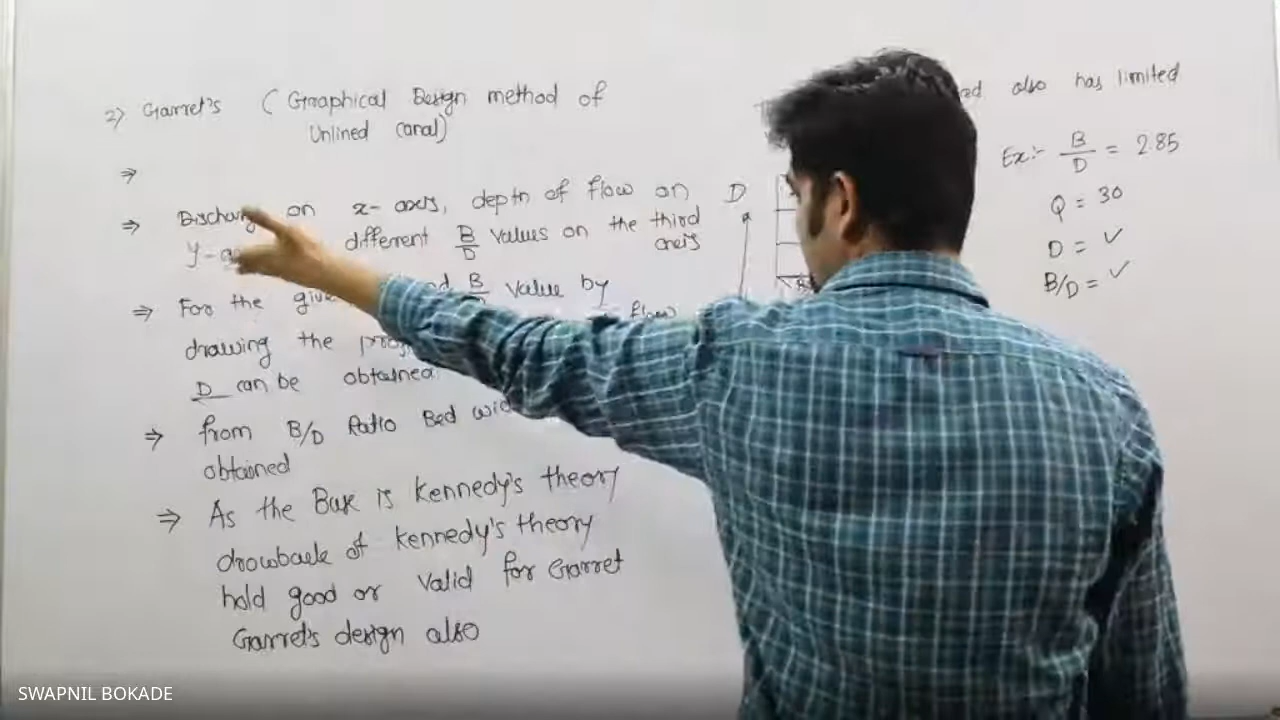 2) Garret's ( Graphical Design method of
Unlined Canal)
⇒
⇒ Discharg on x- axis, depth of flow on
y- different B/D values on the third
axis
⇒ For the give B/D value by
drawing the flow
D can be obtained
⇒ from B/D Ratio Bed
obtained
⇒ As the Base is Kennedy's theory
drawback of Kennedy's theory
hold good or valid for Garret
Garret's design also
D
also has limited
Ex:- B/D = 2.85
Q = 30
D = ✓
B/D = ✓
SWAPNIL BOKADE